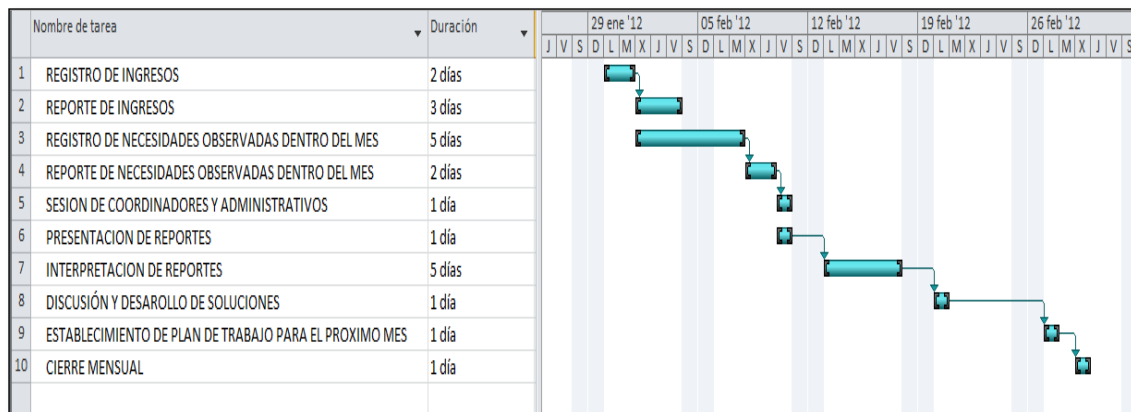 Nombre de tarea Duración 29 ene '12 05 feb '12 12 feb '12 19 feb '12 26 feb '12
J V S D L M X J V S D L M X J V S D L M X J V S D L M X J V S D L M X J V S
1 REGISTRO DE INGRESOS 2 días
2 REPORTE DE INGRESOS 3 días
3 REGISTRO DE NECESIDADES OBSERVADAS DENTRO DEL MES 5 días
4 REPORTE DE NECESIDADES OBSERVADAS DENTRO DEL MES 2 días
5 SESION DE COORDINADORES Y ADMINISTRATIVOS 1 día
6 PRESENTACION DE REPORTES 1 día
7 INTERPRETACION DE REPORTES 5 días
8 DISCUSIÓN Y DESAROLLO DE SOLUCIONES 1 día
9 ESTABLECIMIENTO DE PLAN DE TRABAJO PARA EL PROXIMO MES 1 día
10 CIERRE MENSUAL 1 día